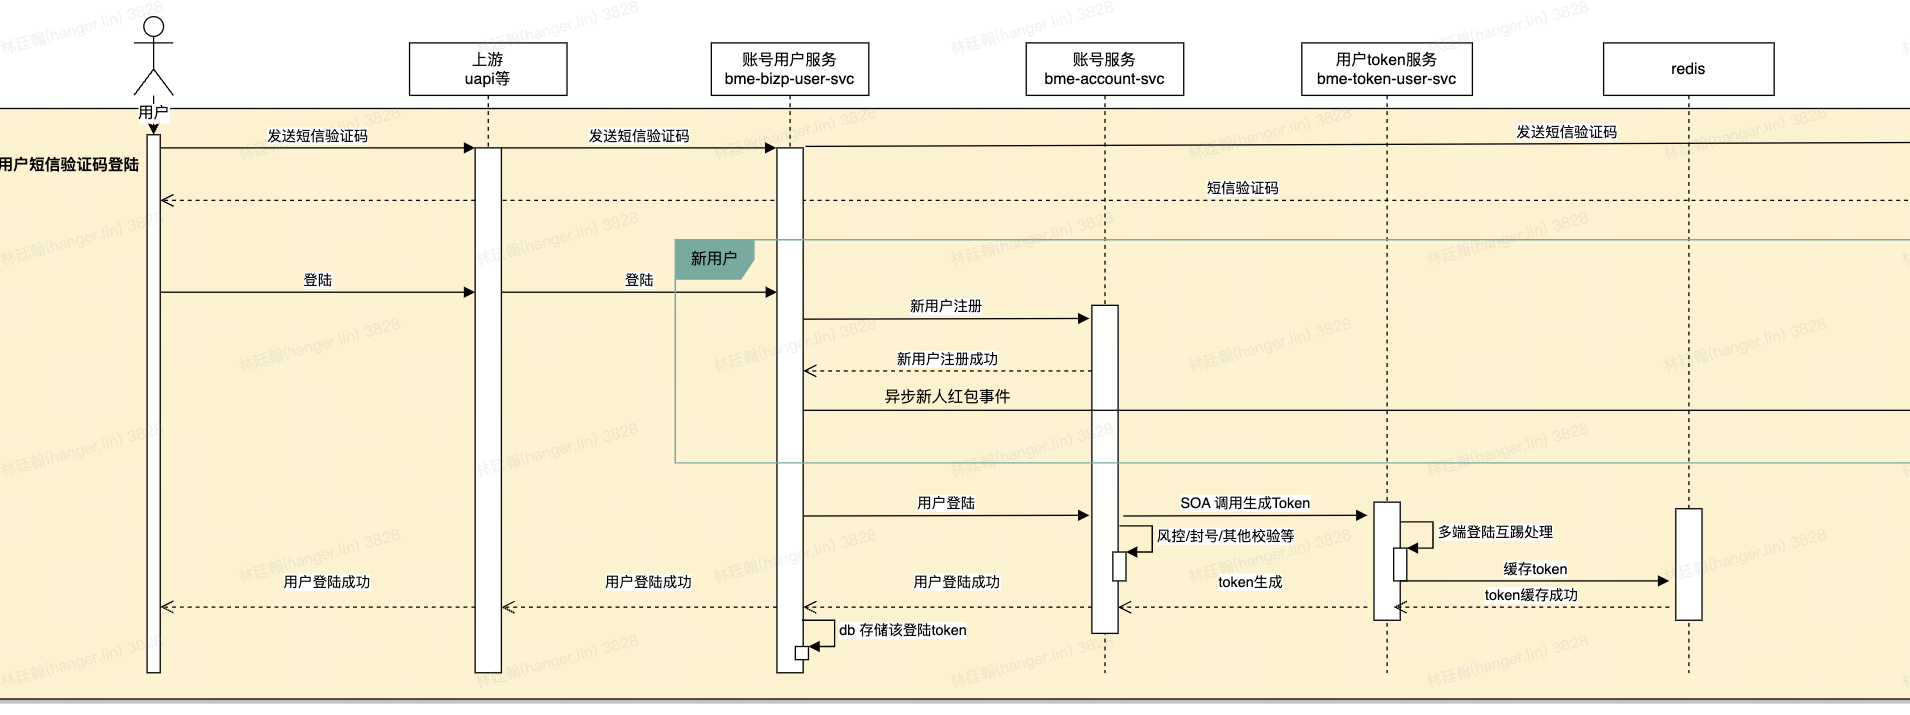 上游
uapi等
账号用户服务
bme-bizp-user-svc
账号服务
bme-account-svc
用户token服务
bme-token-user-svc
redis
用户
发送短信验证码
发送短信验证码
发送短信验证码
用户短信验证码登陆
短信验证码
新用户
登陆
登陆
新用户注册
新用户注册成功
异步新人红包事件
用户登陆
SOA 调用生成Token
风控/封号/其他校验等
多端登陆互踢处理
缓存token
用户登陆成功
用户登陆成功
用户登陆成功
token生成
token缓存成功
db 存储该登陆token
林廷翰(hanger.lin) 3828